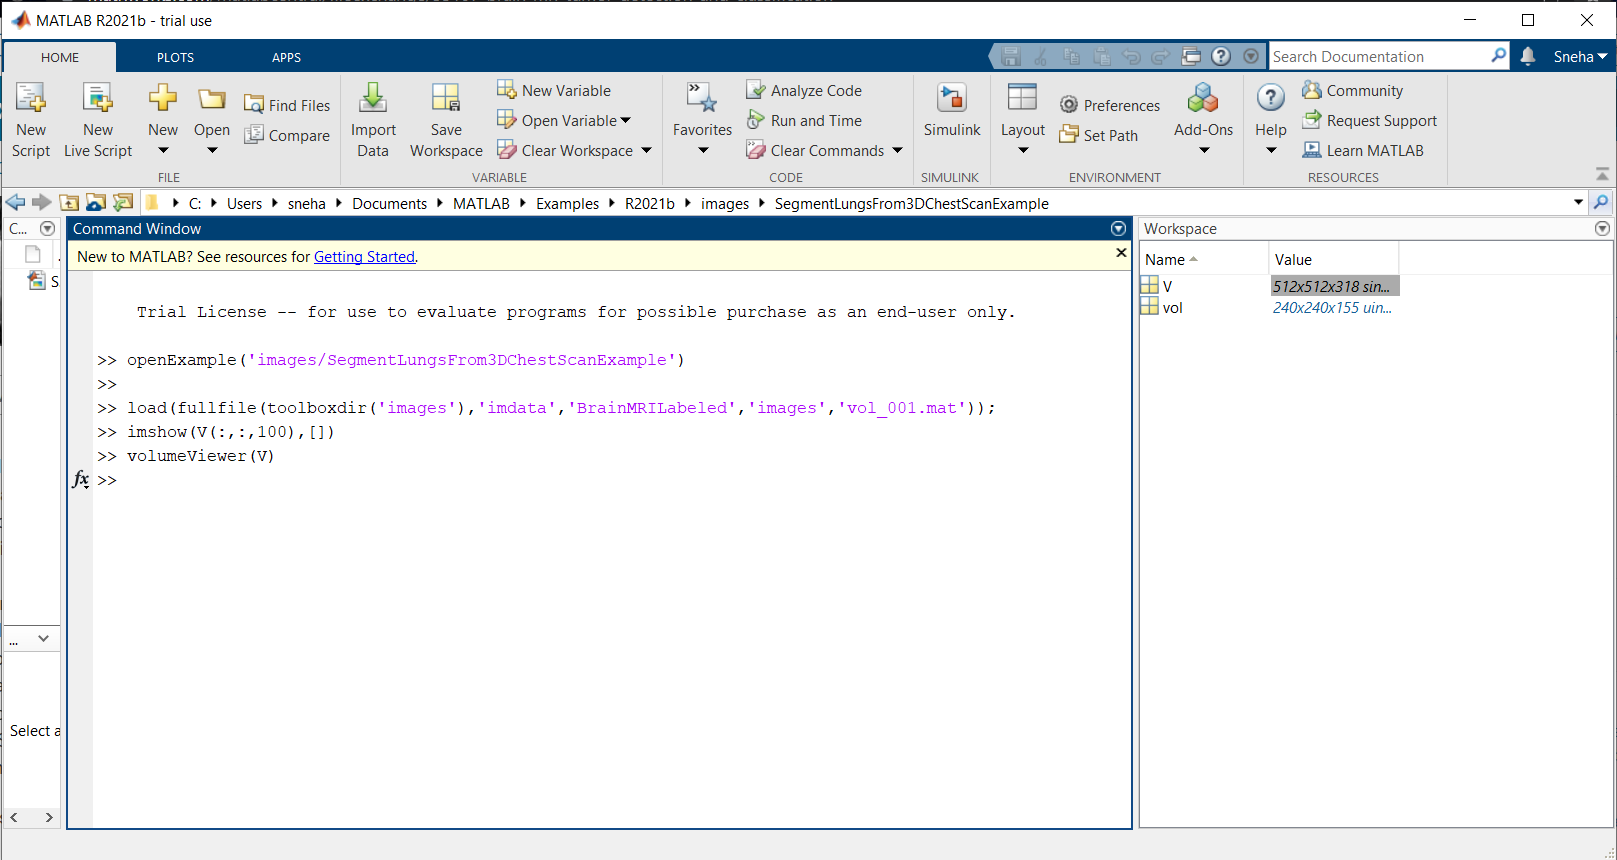 MATLAB R2021b - trial use
HOME PLOTS APPS
Search Documentation
Sneha
New Script
New Live Script
New
Open
Find Files
Compare
FILE
Import Data
Save Workspace
New Variable
Open Variable
Clear Workspace
VARIABLE
Favorites
Analyze Code
Run and Time
Clear Commands
CODE
Simulink
SIMULINK
Layout
Preferences
Set Path
Add-Ons
ENVIRONMENT
Help
Community
Request Support
Learn MATLAB
RESOURCES
C: Users sneha Documents MATLAB Examples R2021b images SegmentLungsFrom3DChestScanExample
C...
S
...
Select a
Command Window
New to MATLAB? See resources for Getting Started.
Trial License -- for use to evaluate programs for possible purchase as an end-user only.
>> openExample('images/SegmentLungsFrom3DChestScanExample')
>>
>> load(fullfile(toolboxdir('images'),'imdata','BrainMRILabeled','images','vol_001.mat'));
>> imshow(V(:,:,100),[])
>> volumeViewer(V)
fx >>
Workspace
Name Value
V 512x512x318 sin...
vol 240x240x155 uin...